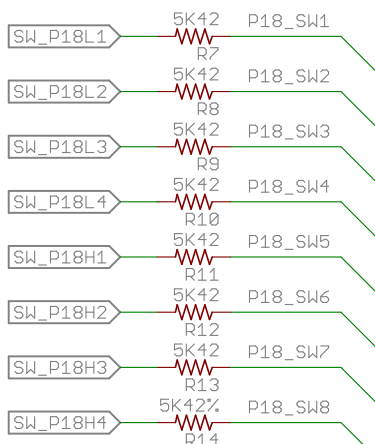 5K42 P18_SW1
SW_P18L1
R7
5K42 P18_SW2
SW_P18L2
R8
5K42 P18_SW3
SW_P18L3
R9
5K42 P18_SW4
SW_P18L4
R10
5K42 P18_SW5
SW_P18H1
R11
5K42 P18_SW6
SW_P18H2
R12
5K42 P18_SW7
SW_P18H3
R13
5K42% P18_SW8
SW_P18H4
R14